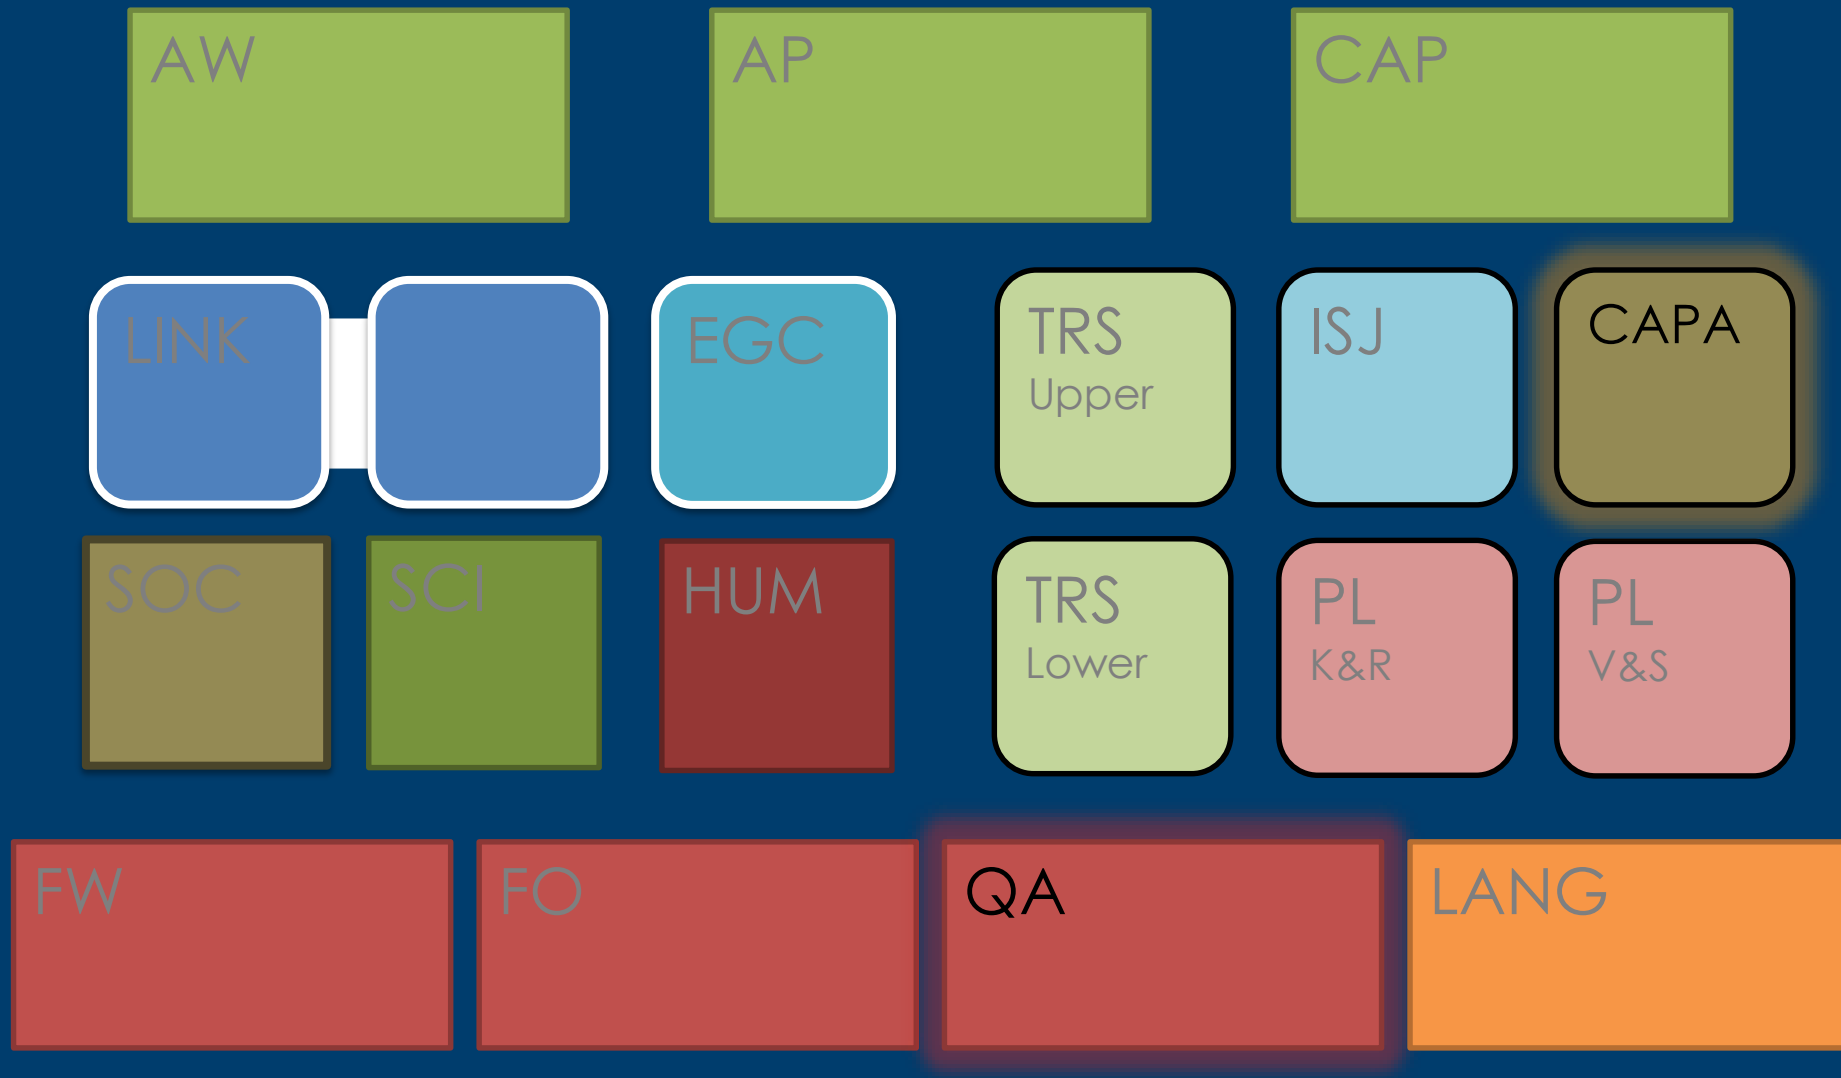 AW
AP
CAP
LINK
EGC
TRS
Upper
ISJ
CAPA
SOC
SCI
HUM
TRS
Lower
PL
K&R
PL
V&S
FW
FO
QA
LANG